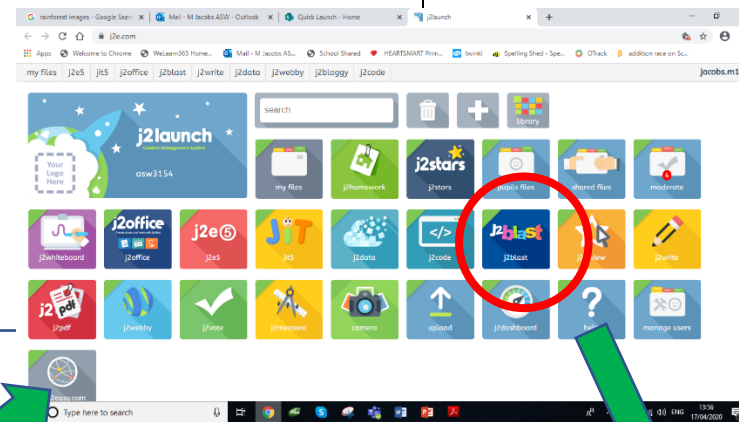 rainforest images - Google Searc
Mail - M Jacobs ASW - Outlook
Quick Launch - Home
j2launch
j2e.com
Apps
Welcome to Chrome
WeLearn365 Home...
Mail - M Jacobs AS...
School Shared
HEARTSMART Prim...
twinkl
Spelling Shed - Spe...
OTrack
addition race on Sc...
my files j2e5 jit5 j2office j2blast j2write j2data j2webby j2bloggy j2code
jacobs.m1
Your
Logo
Here
j2launch
asw3154
search
library
my files
j2homework
j2stars
j2stars
pupils files
shared files
4
moderate
j2whiteboard
j2office
j2office
j2e5
j2e5
JiT
jit5
j2data
</>
j2code
j2blast
j2blast
j2write
j2
pdf
j2pdf
j2webby
j2vote
j2measure
camera
upload
j2dashboard
?
manage users
Type here to search
ENG
13:56
17/04/2020